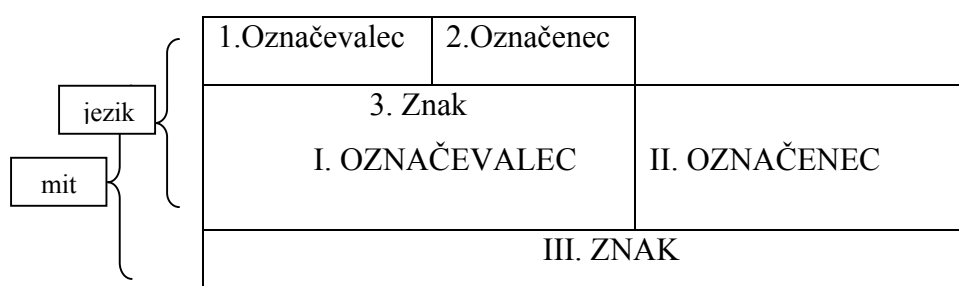 1.Označevalec 2.Označenec
3. Znak
jezik
I. OZNAČEVALEC II. OZNAČENEC
mit
III. ZNAK